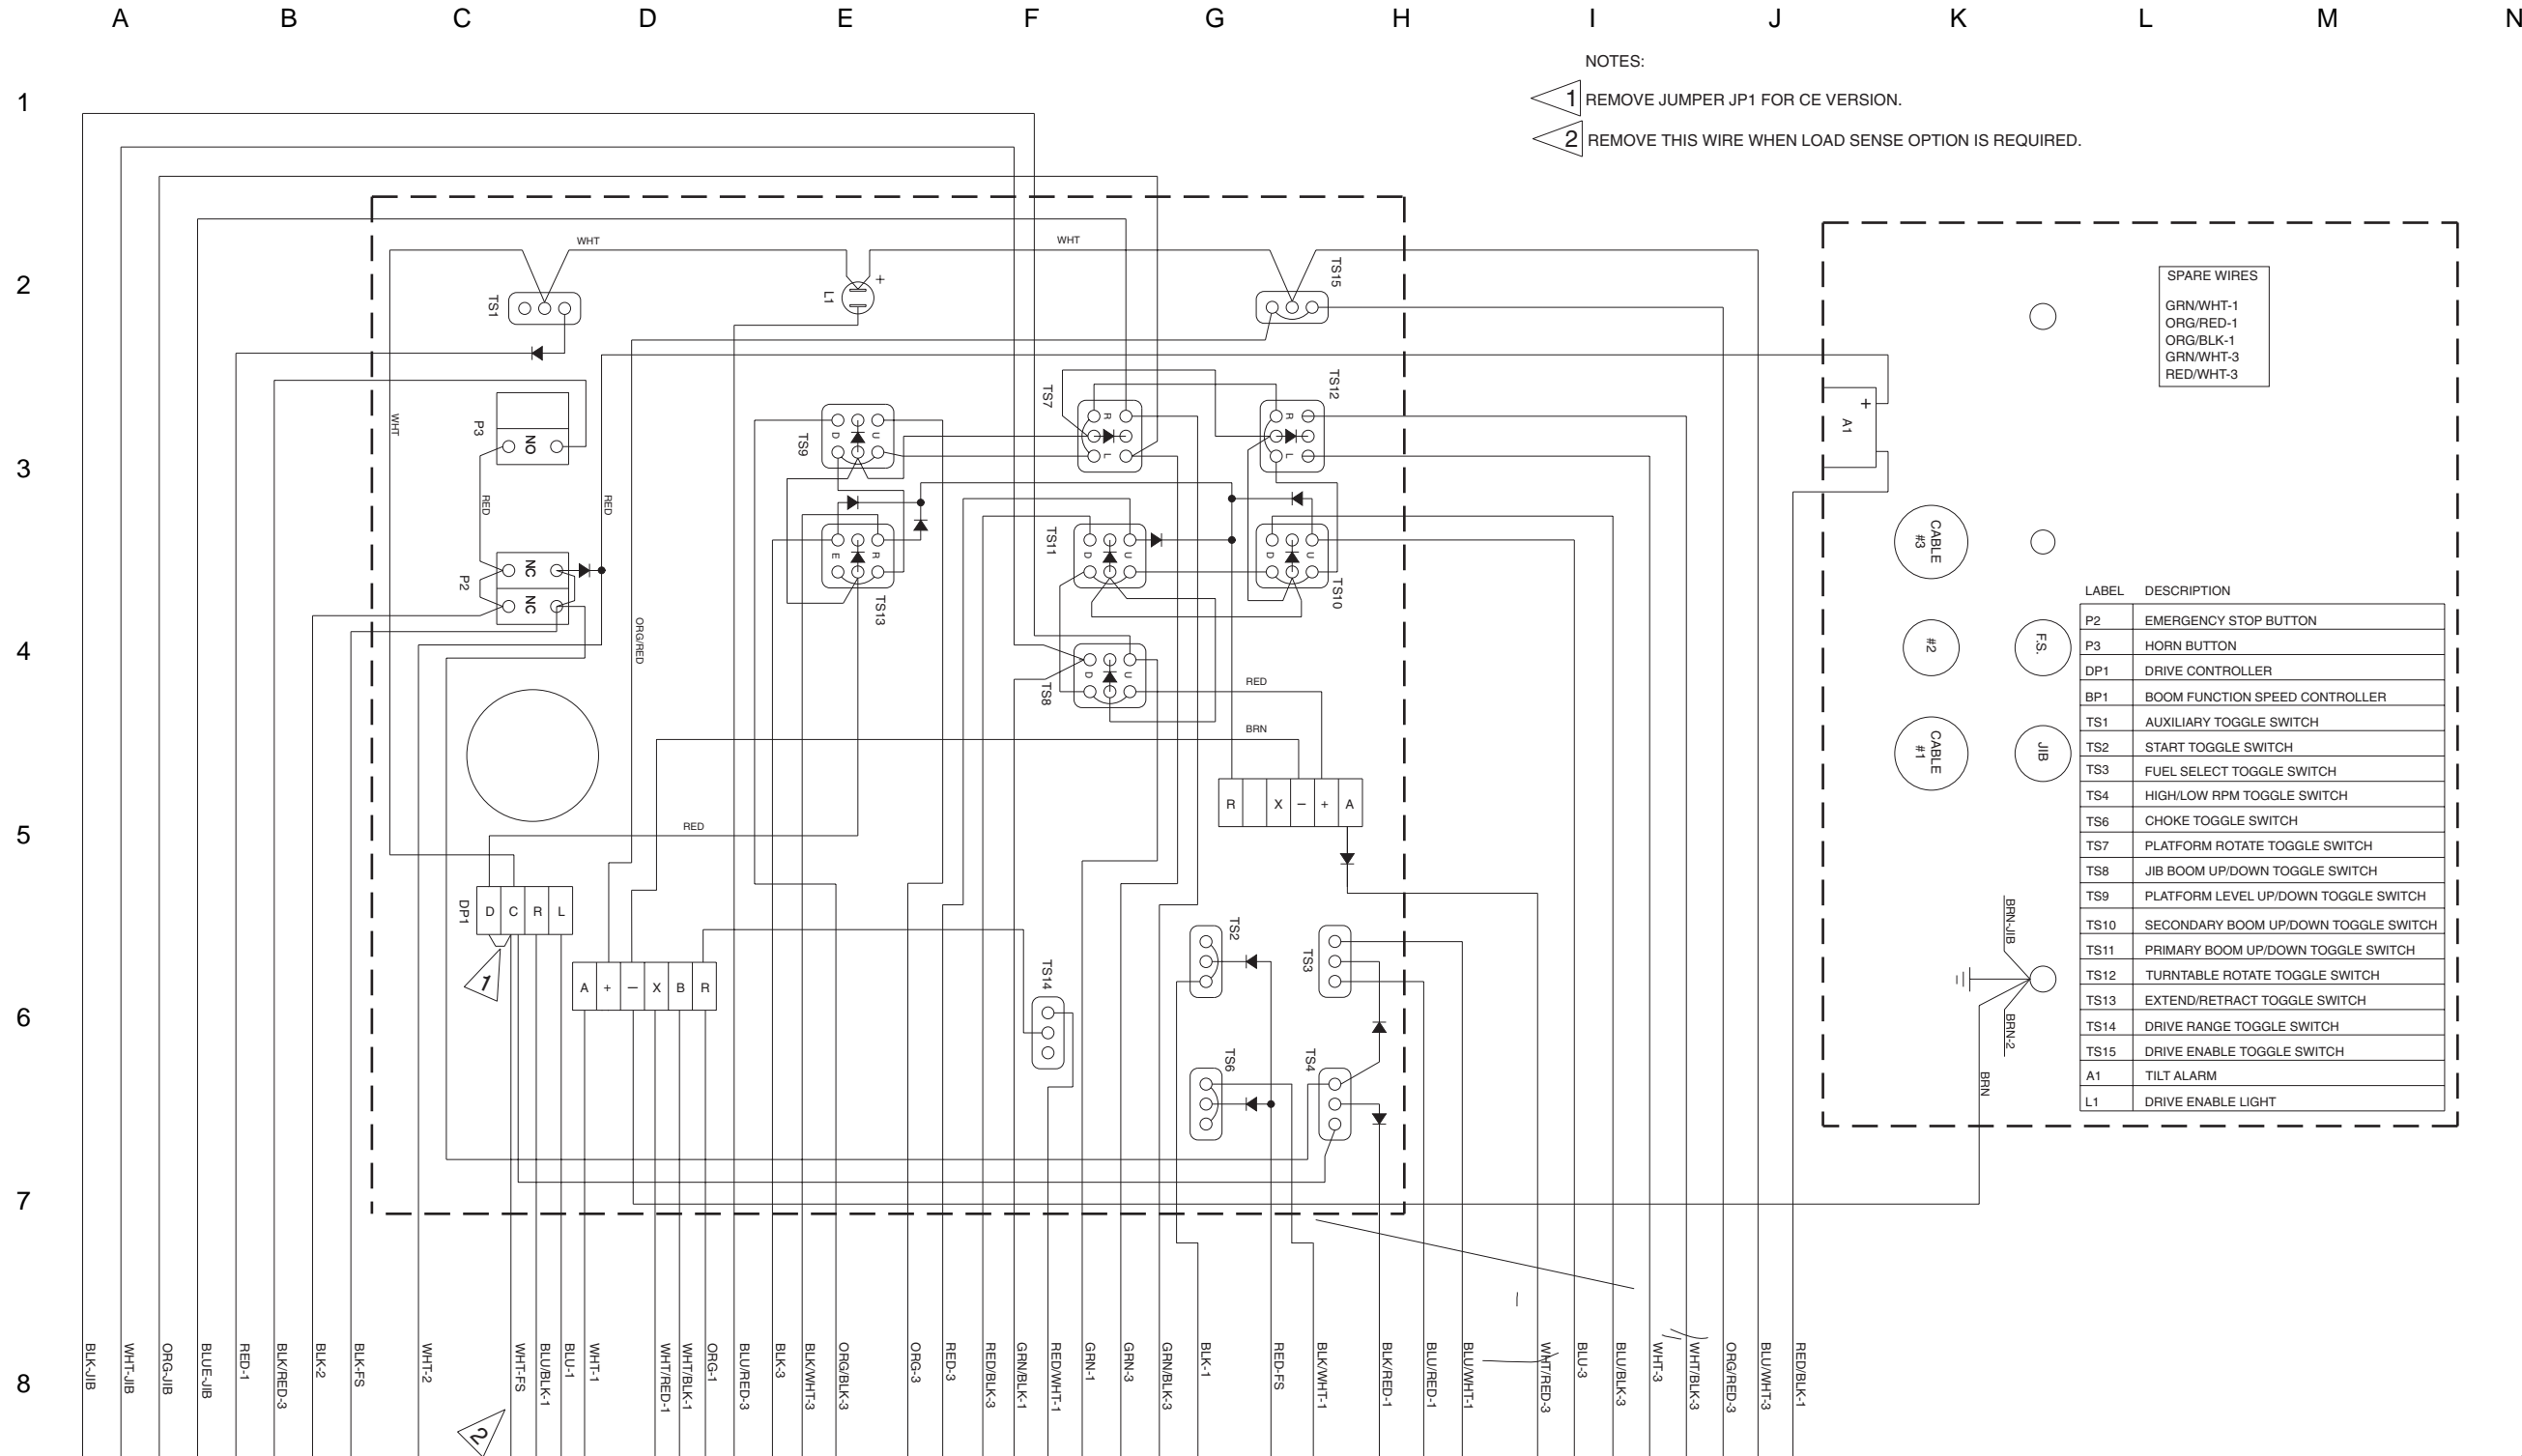 A B C D E F G H I J K L M N
NOTES:
1 REMOVE JUMPER JP1 FOR CE VERSION.
2 REMOVE THIS WIRE WHEN LOAD SENSE OPTION IS REQUIRED.
1
2
3
4
5
6
7
8
WHT
WHT
TS1
L1
+
TS15
WHT
P3
NO
RED
RED
P2
NC
NC
TS9
D U
TS13
E R
TS7
R
L
TS12
R
L
TS11
D U
TS10
D U
TS8
D U
ORG/RED
RED
BRN
R X − + A
RED
DP1
D C R L
1
A + − X B R
TS14
TS2
TS3
TS6
TS4
SPARE WIRES
GRN/WHT-1
ORG/RED-1
ORG/BLK-1
GRN/WHT-3
RED/WHT-3
+
A1
CABLE
#3
#2
F.S.
CABLE
#1
JIB
BRN-JIB
BRN-2
BRN
LABEL DESCRIPTION
P2 EMERGENCY STOP BUTTON
P3 HORN BUTTON
DP1 DRIVE CONTROLLER
BP1 BOOM FUNCTION SPEED CONTROLLER
TS1 AUXILIARY TOGGLE SWITCH
TS2 START TOGGLE SWITCH
TS3 FUEL SELECT TOGGLE SWITCH
TS4 HIGH/LOW RPM TOGGLE SWITCH
TS6 CHOKE TOGGLE SWITCH
TS7 PLATFORM ROTATE TOGGLE SWITCH
TS8 JIB BOOM UP/DOWN TOGGLE SWITCH
TS9 PLATFORM LEVEL UP/DOWN TOGGLE SWITCH
TS10 SECONDARY BOOM UP/DOWN TOGGLE SWITCH
TS11 PRIMARY BOOM UP/DOWN TOGGLE SWITCH
TS12 TURNTABLE ROTATE TOGGLE SWITCH
TS13 EXTEND/RETRACT TOGGLE SWITCH
TS14 DRIVE RANGE TOGGLE SWITCH
TS15 DRIVE ENABLE TOGGLE SWITCH
A1 TILT ALARM
L1 DRIVE ENABLE LIGHT
BLK-JIB
WHT-JIB
ORG-JIB
BLUE-JIB
RED-1
BLK/RED-3
BLK-2
BLK-FS
WHT-2
WHT-FS
BLU/BLK-1
BLU-1
WHT-1
WHT/RED-1
WHT/BLK-1
ORG-1
BLU/RED-3
BLK-3
BLK/WHT-3
ORG/BLK-3
ORG-3
RED-3
RED/BLK-3
GRN/BLK-1
RED/WHT-1
GRN-1
GRN-3
GRN/BLK-3
BLK-1
RED-FS
BLK/WHT-1
BLK/RED-1
BLU/RED-1
BLU/WHT-1
WHT/RED-3
BLU-3
BLU/BLK-3
WHT-3
WHT/BLK-3
ORG/RED-3
BLU/WHT-3
RED/BLK-1
2